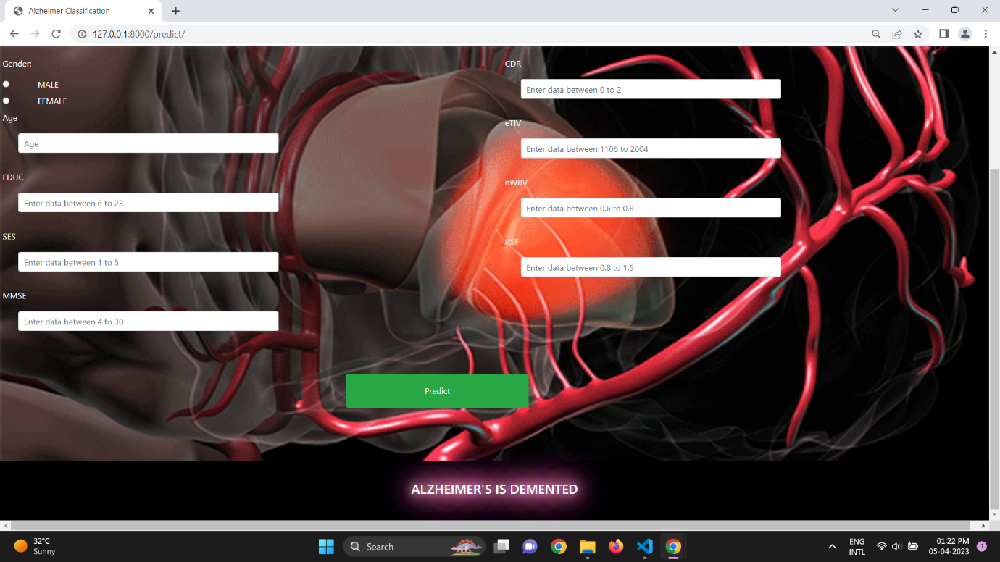 Alzheimer Classification
127.0.0.1:8000/predict/
Gender:
MALE
FEMALE
Age
Age
EDUC
Enter data between 6 to 23
SES
Enter data between 1 to 5
MMSE
Enter data between 4 to 30
CDR
Enter data between 0 to 2
eTIV
Enter data between 1106 to 2004
nWBV
Enter data between 0.6 to 0.8
ASF
Enter data between 0.8 to 1.5
Predict
ALZHEIMER'S IS DEMENTED
32°C
Sunny
Search
ENG
INTL
01:22 PM
05-04-2023
1